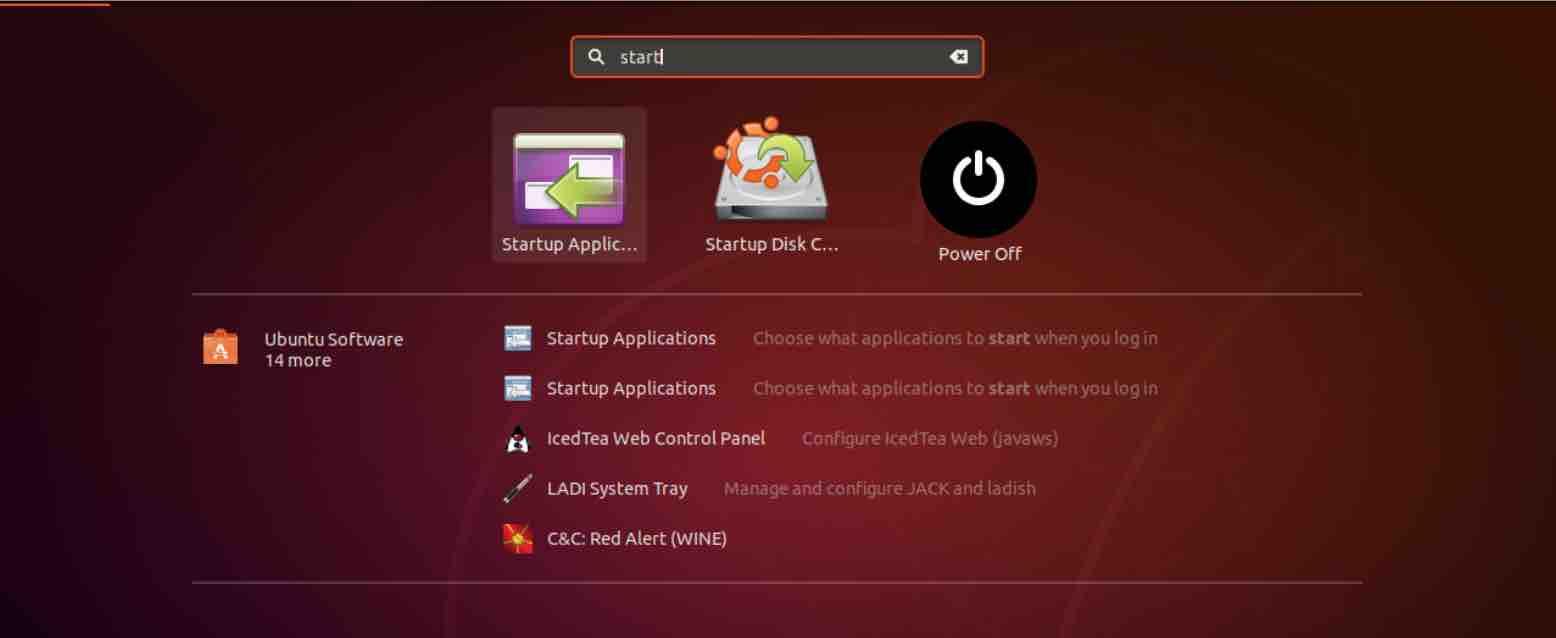 start
Startup Applic...
Startup Disk C...
Power Off
Ubuntu Software
14 more
Startup Applications Choose what applications to start when you log in
Startup Applications Choose what applications to start when you log in
IcedTea Web Control Panel Configure IcedTea Web (javaws)
LADI System Tray Manage and configure JACK and ladish
C&C: Red Alert (WINE)